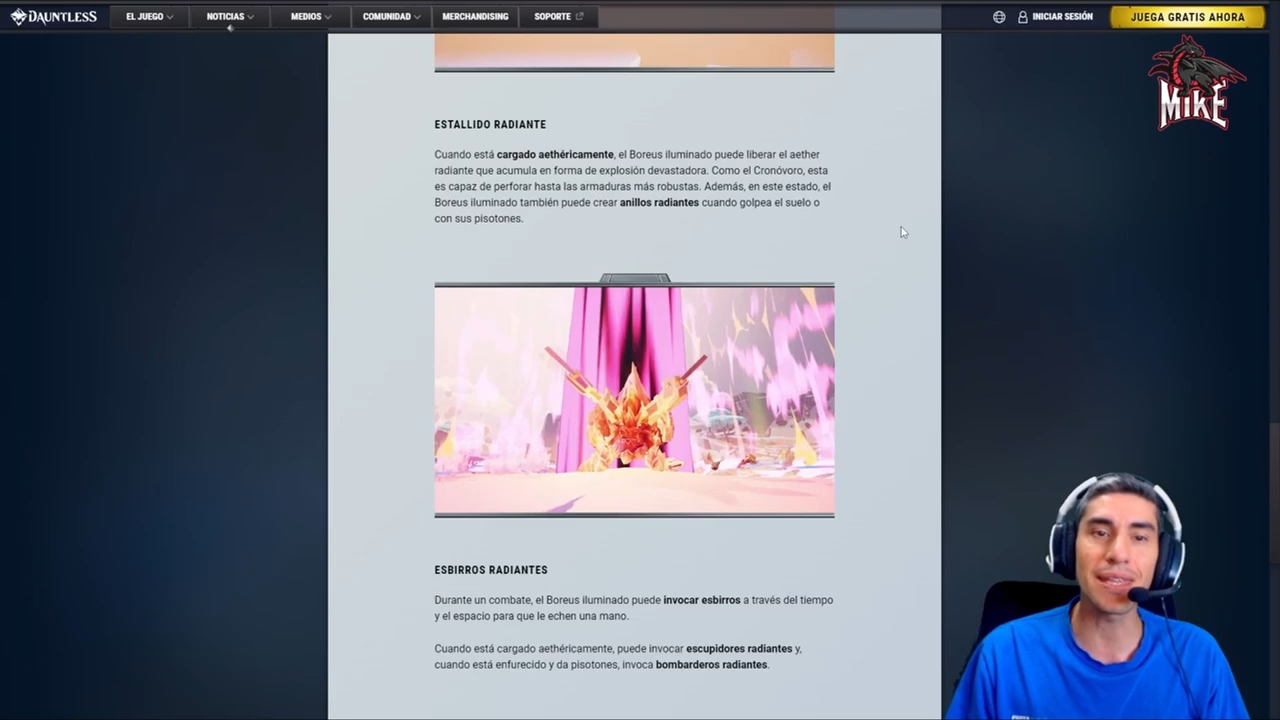 DAUNTLESS
EL JUEGO
NOTICIAS
MEDIOS
COMUNIDAD
MERCHANDISING
SOPORTE
INICIAR SESIÓN
JUEGA GRATIS AHORA
MIKE
ESTALLIDO RADIANTE
Cuando está cargado aethéricamente, el Boreus iluminado puede liberar el aether
radiante que acumula en forma de explosión devastadora. Como el Cronóvoro, esta
es capaz de perforar hasta las armaduras más robustas. Además, en este estado, el
Boreus iluminado también puede crear anillos radiantes cuando golpea el suelo o
con sus pisotones.
ESBIRROS RADIANTES
Durante un combate, el Boreus iluminado puede invocar esbirros a través del tiempo
y el espacio para que le echen una mano.
Cuando está cargado aethéricamente, puede invocar escupidores radiantes y,
cuando está enfurecido y da pisotones, invoca bombarderos radiantes.